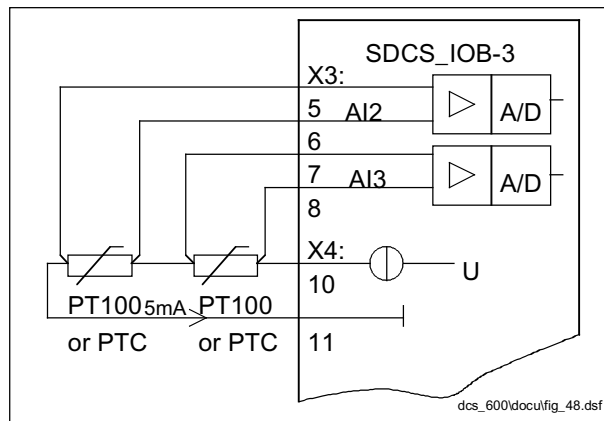 SDCS_IOB-3
X3:
5 AI2
A/D
6
7 AI3
A/D
8
X4:
10
U
PT100 5mA PT100
or PTC or PTC 11
dcs_600\docu\fig_48.dsf